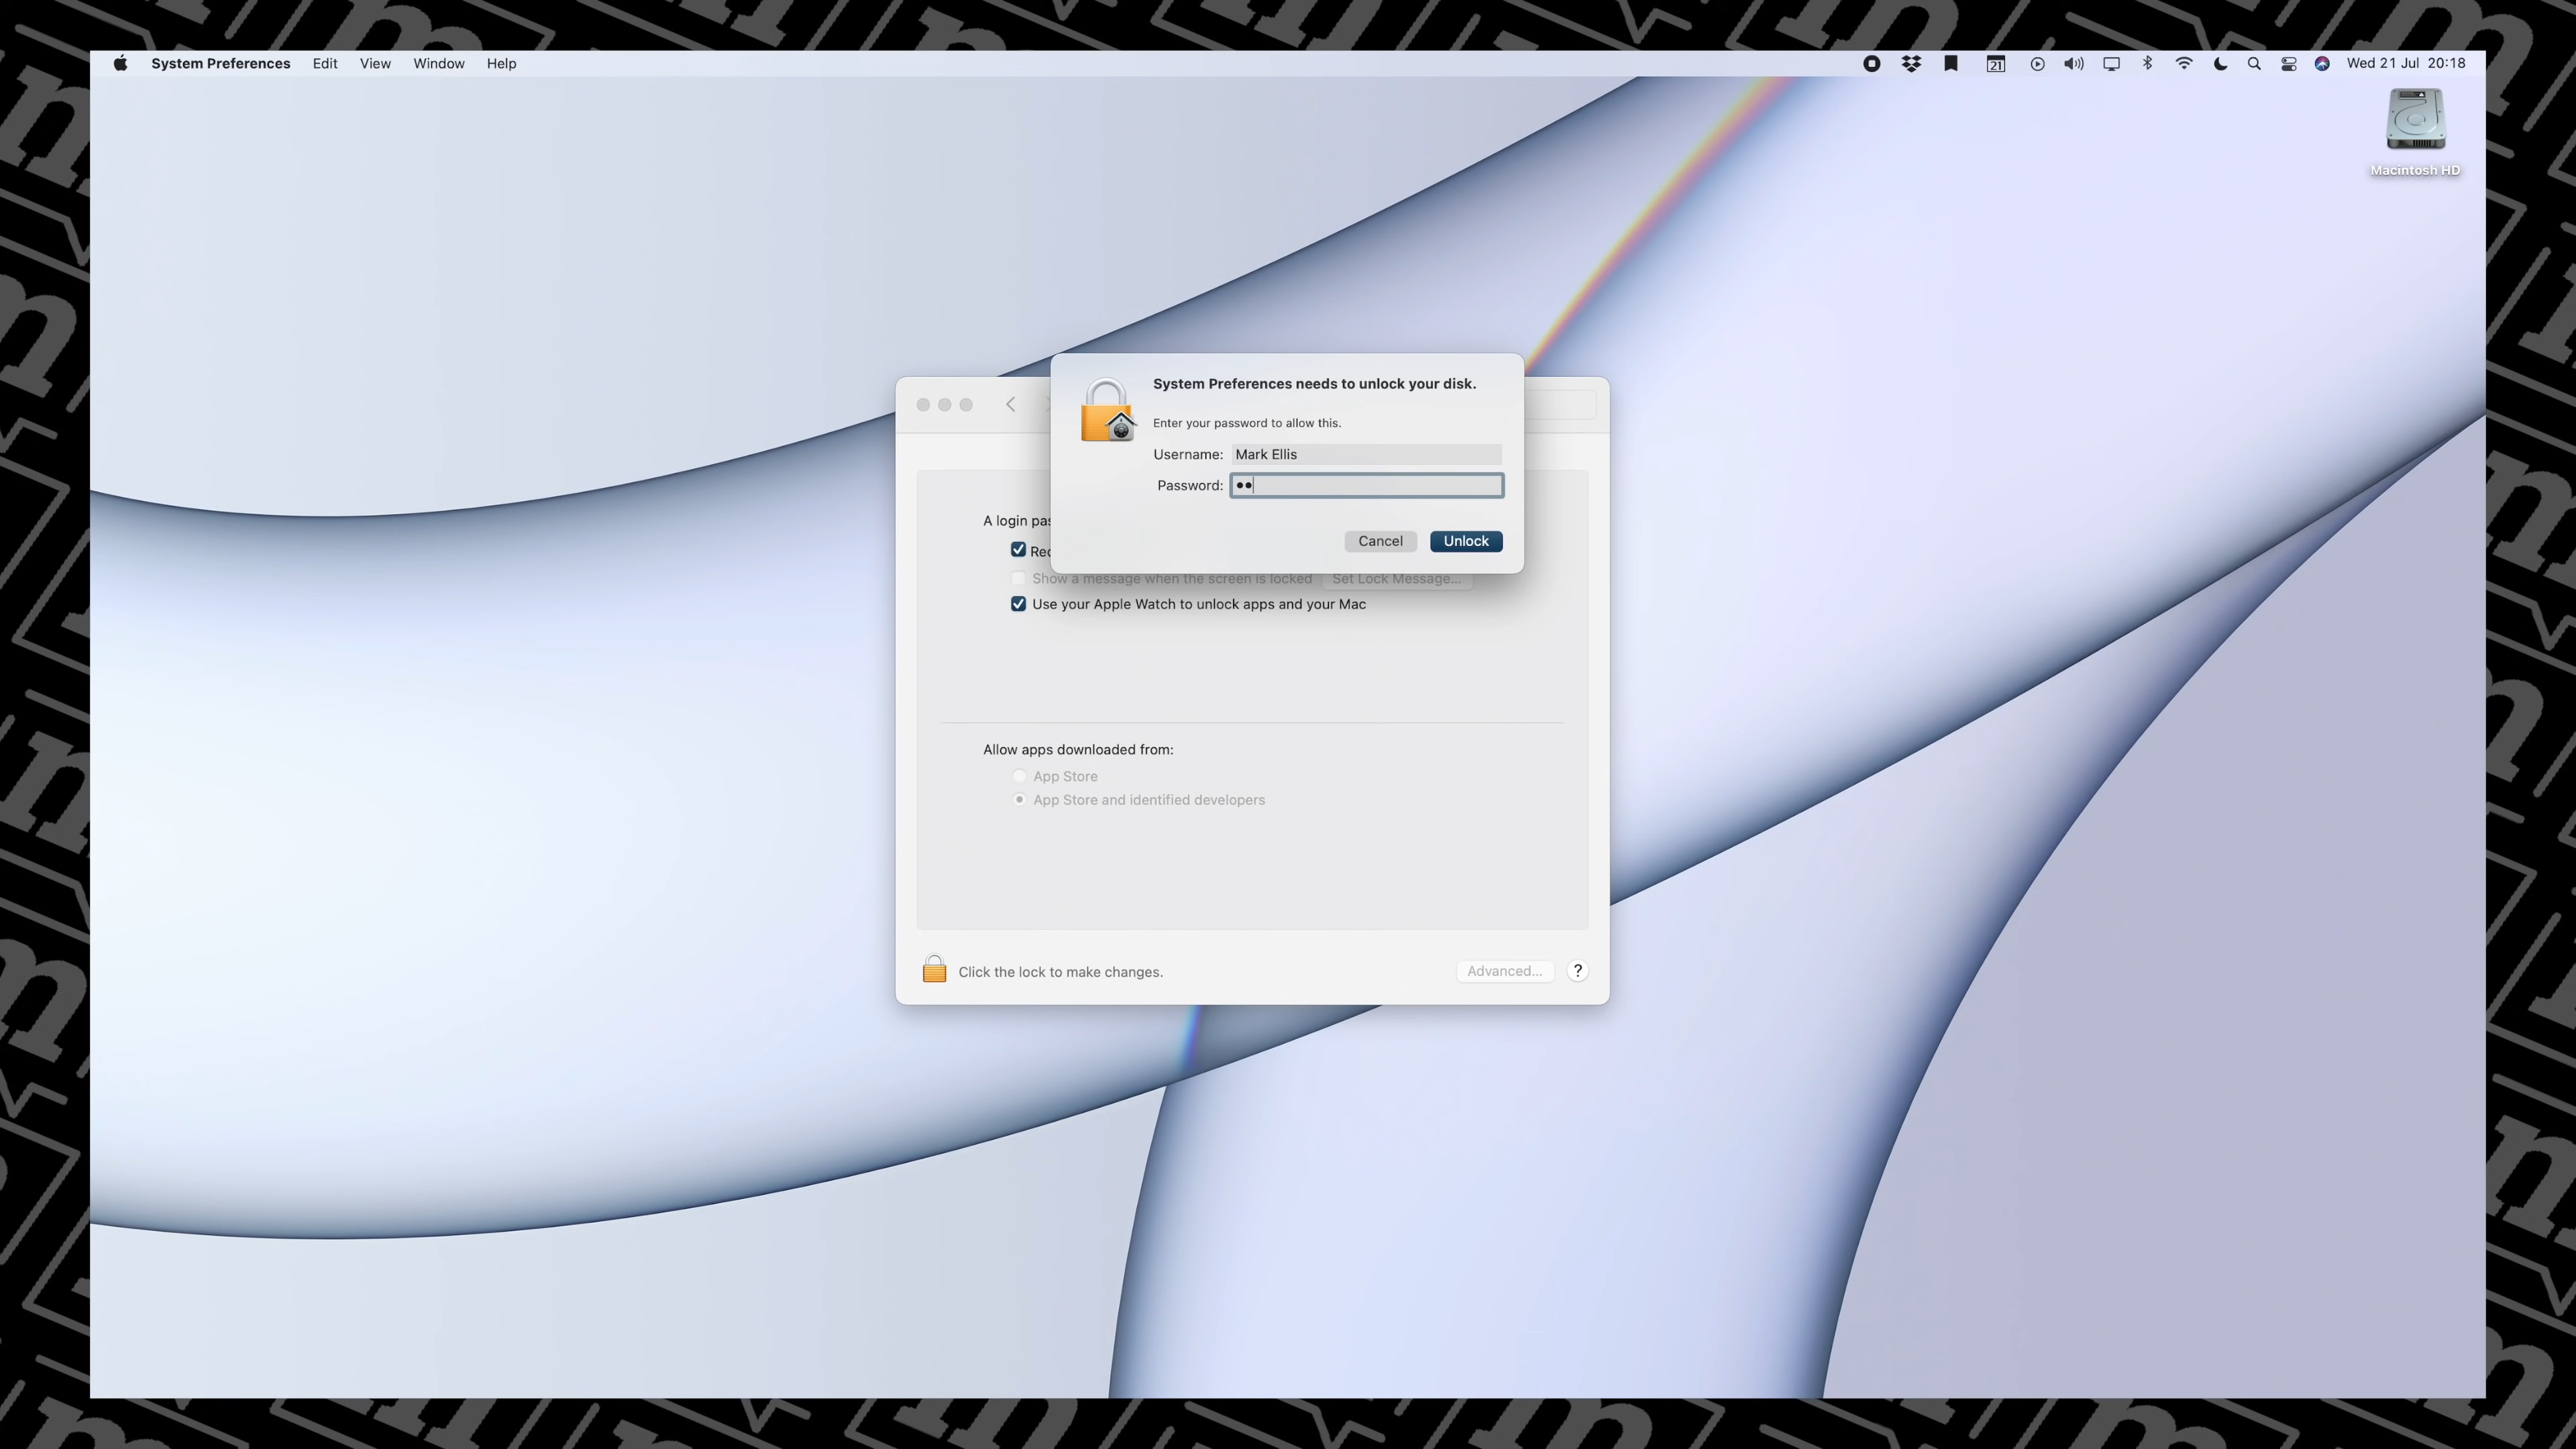 System Preferences Edit View Window Help
21 Wed 21 Jul 20:18
Macintosh HD
System Preferences needs to unlock your disk.
Enter your password to allow this.
Username: Mark Ellis
Password: ••
Cancel Unlock
A login pas
Rec
Show a message when the screen is locked Set Lock Message...
Use your Apple Watch to unlock apps and your Mac
Allow apps downloaded from:
App Store
App Store and identified developers
Click the lock to make changes.
Advanced... ?